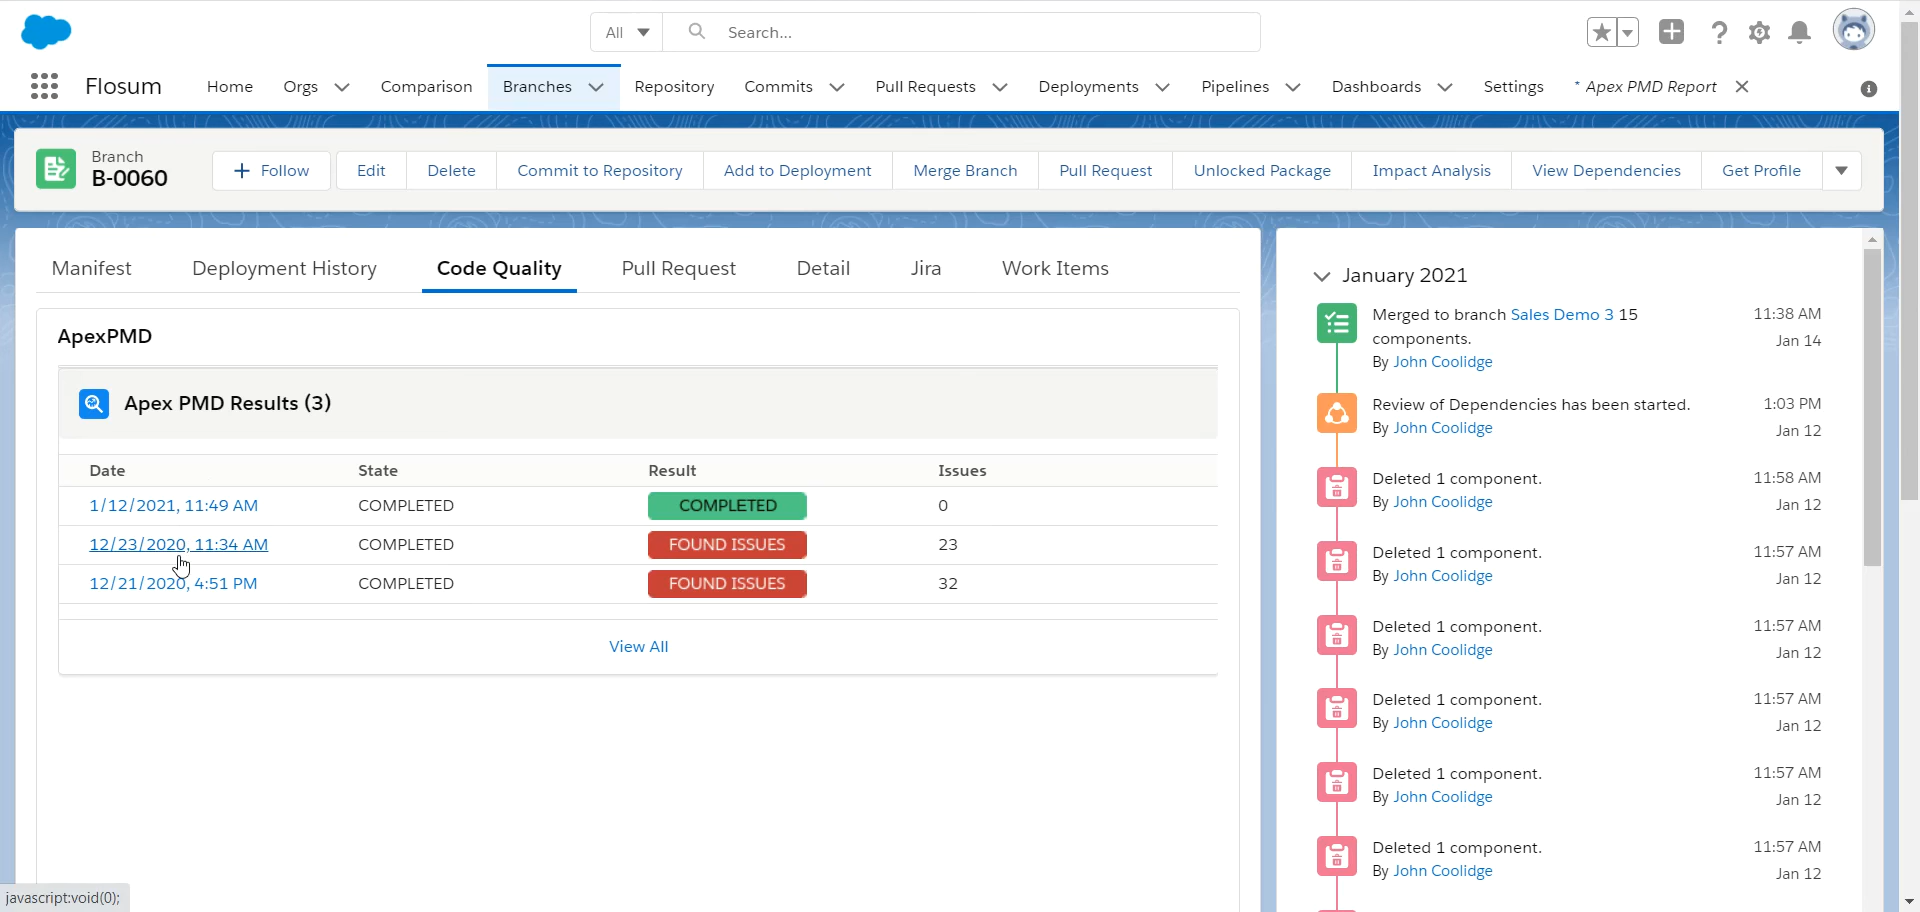 All
Search...
Flosum
Home
Orgs
Comparison
Branches
Repository
Commits
Pull Requests
Deployments
Pipelines
Dashboards
Settings
* Apex PMD Report
Branch
B-0060
Follow
Edit
Delete
Commit to Repository
Add to Deployment
Merge Branch
Pull Request
Unlocked Package
Impact Analysis
View Dependencies
Get Profile
Manifest
Deployment History
Code Quality
Pull Request
Detail
Jira
Work Items
ApexPMD
Apex PMD Results (3)
Date State Result Issues
1/12/2021, 11:49 AM COMPLETED COMPLETED 0
12/23/2020, 11:34 AM COMPLETED FOUND ISSUES 23
12/21/2020, 4:51 PM COMPLETED FOUND ISSUES 32
View All
January 2021
Merged to branch Sales Demo 3 15 11:38 AM
components. Jan 14
By John Coolidge
Review of Dependencies has been started. 1:03 PM
By John Coolidge Jan 12
Deleted 1 component. 11:58 AM
By John Coolidge Jan 12
Deleted 1 component. 11:57 AM
By John Coolidge Jan 12
Deleted 1 component. 11:57 AM
By John Coolidge Jan 12
Deleted 1 component. 11:57 AM
By John Coolidge Jan 12
Deleted 1 component. 11:57 AM
By John Coolidge Jan 12
Deleted 1 component. 11:57 AM
By John Coolidge Jan 12
javascript:void(0);